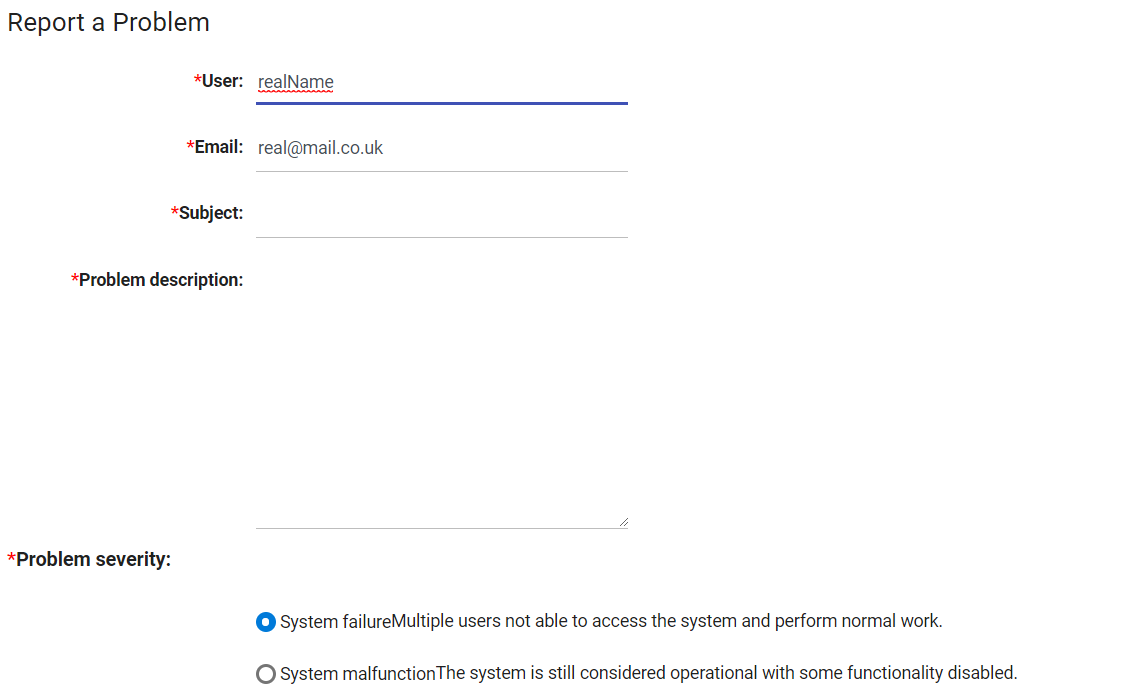 Report a Problem
*User: realName
*Email: real@mail.co.uk
*Subject:
*Problem description:
*Problem severity:
System failureMultiple users not able to access the system and perform normal work.
System malfunctionThe system is still considered operational with some functionality disabled.